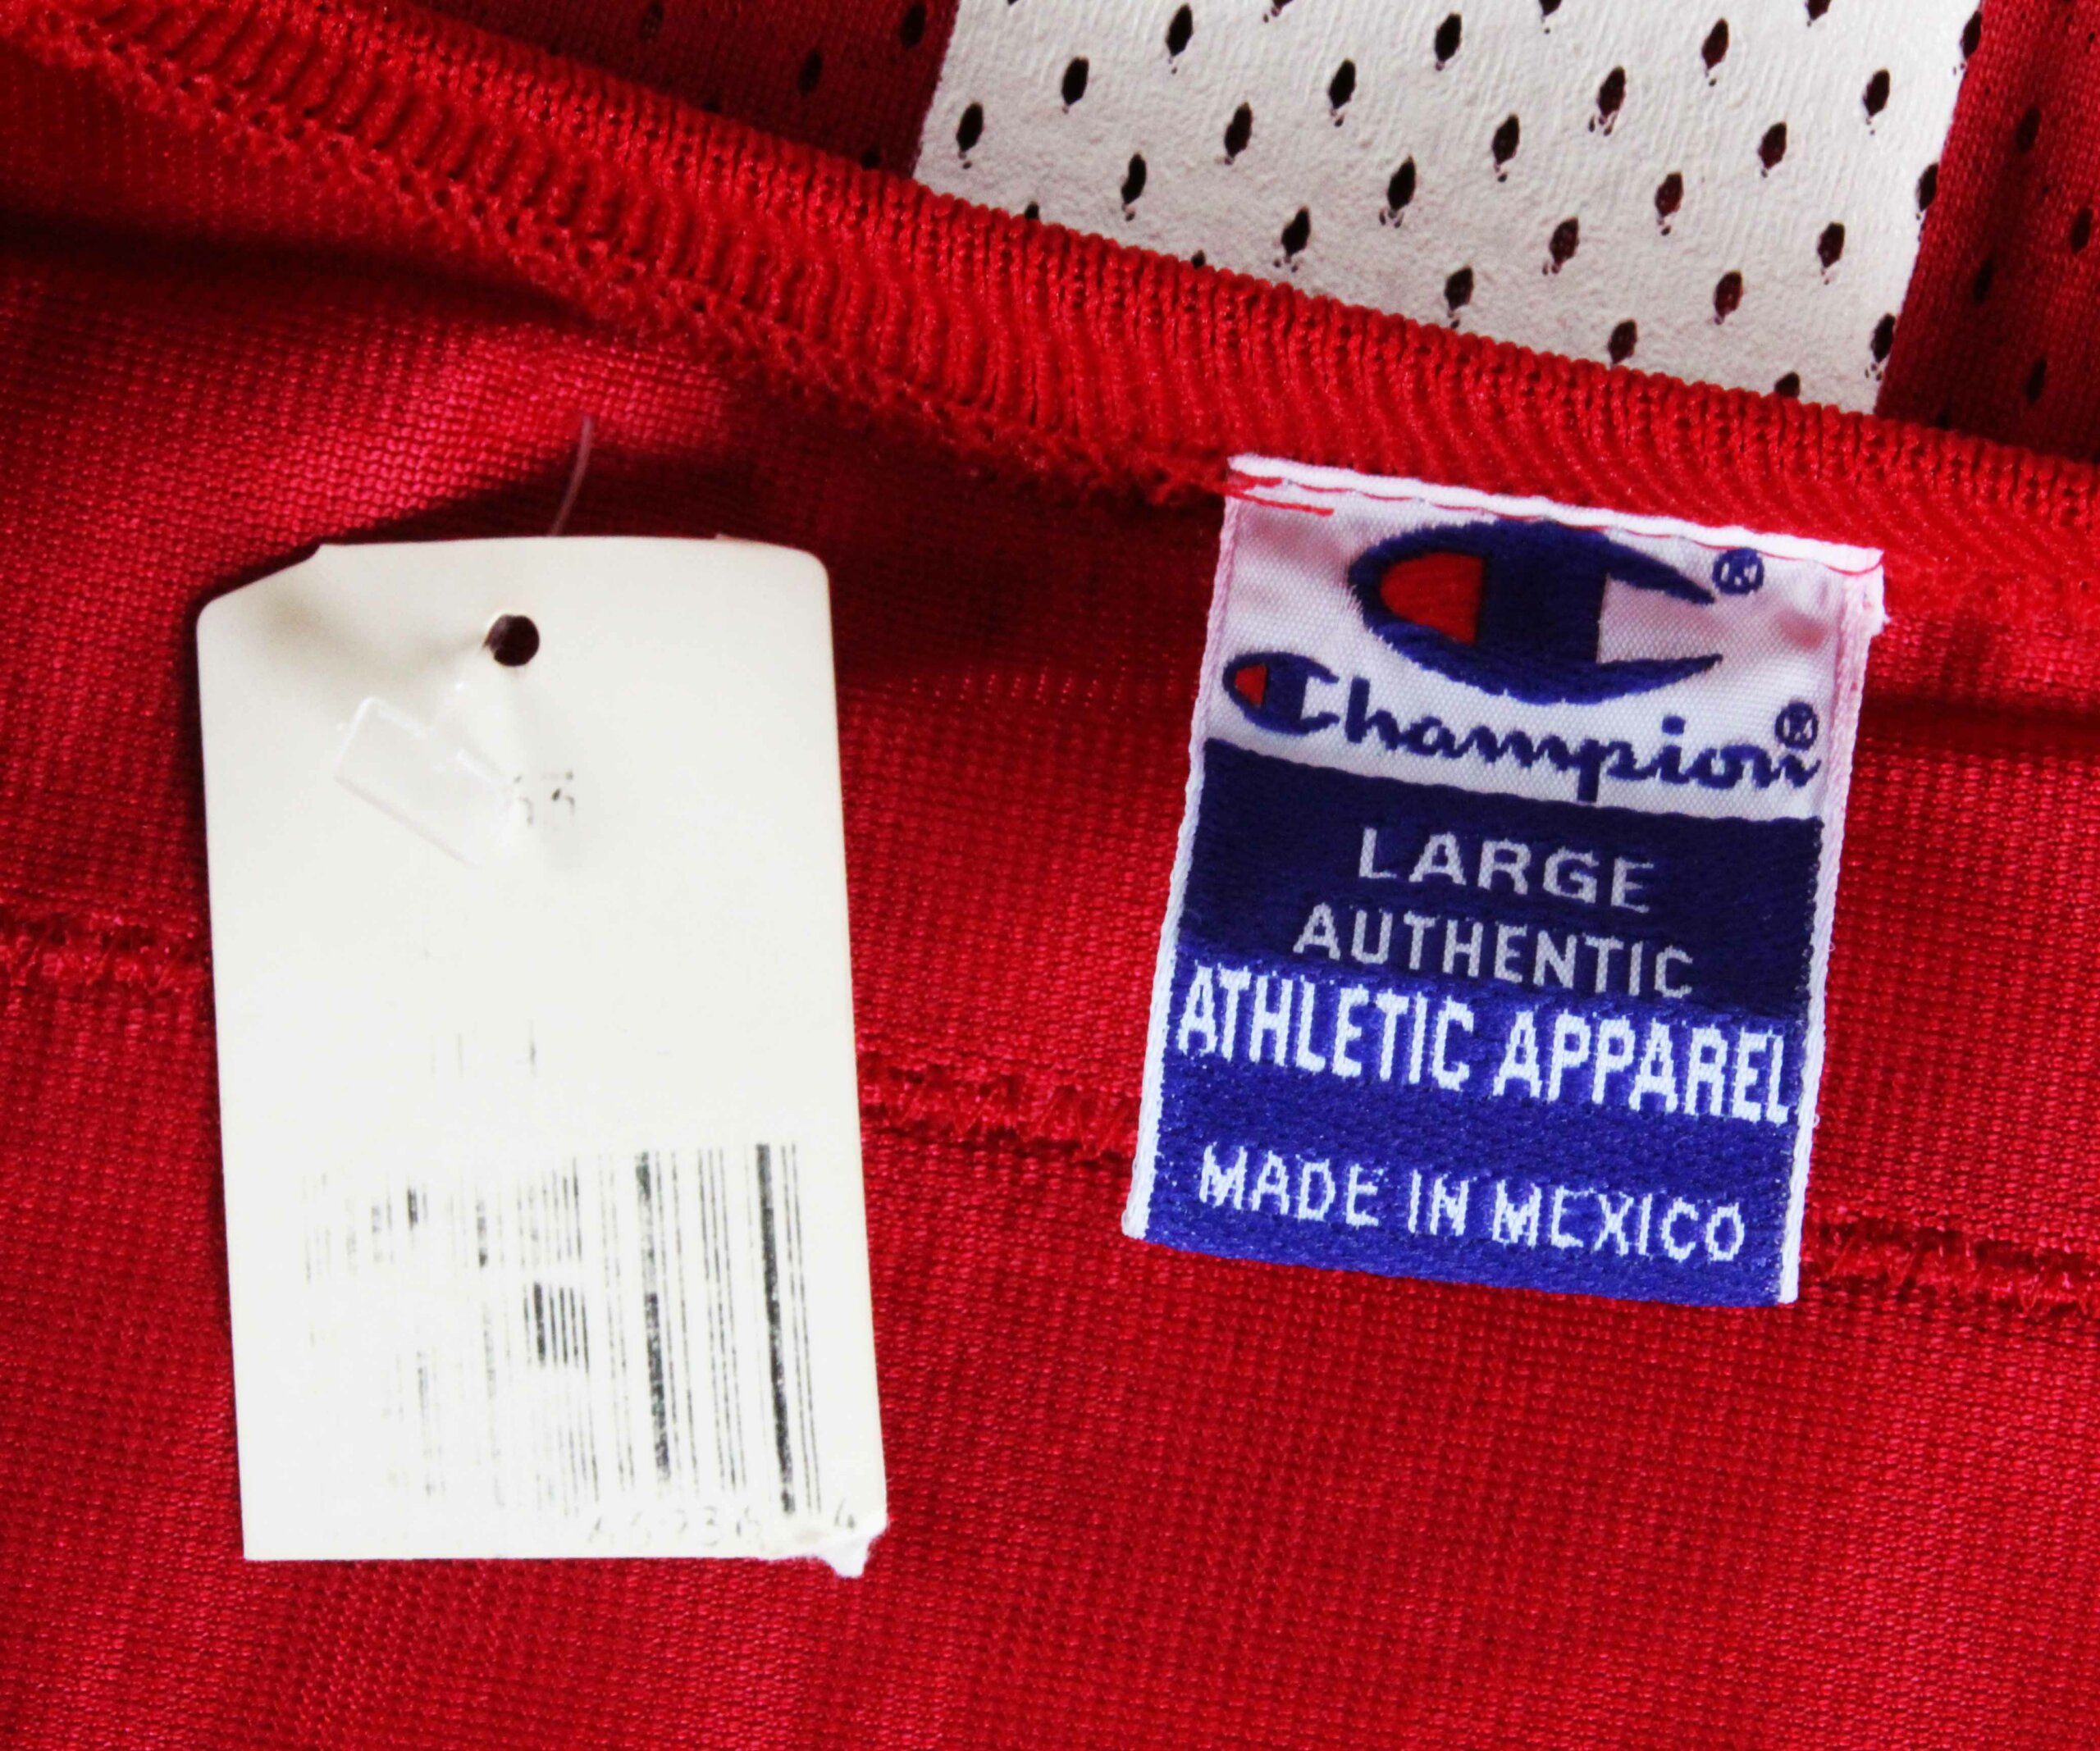 Champion®
LARGE
AUTHENTIC
ATHLETIC APPAREL
MADE IN MEXICO